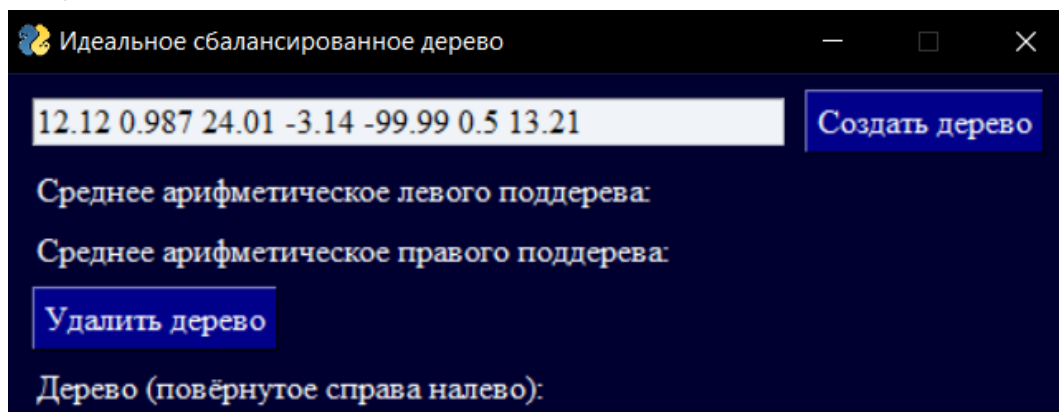 Идеальное сбалансированное дерево
12.12 0.987 24.01 -3.14 -99.99 0.5 13.21 Создать дерево
Среднее арифметическое левого поддерева:
Среднее арифметическое правого поддерева:
Удалить дерево
Дерево (повёрнутое справа налево):